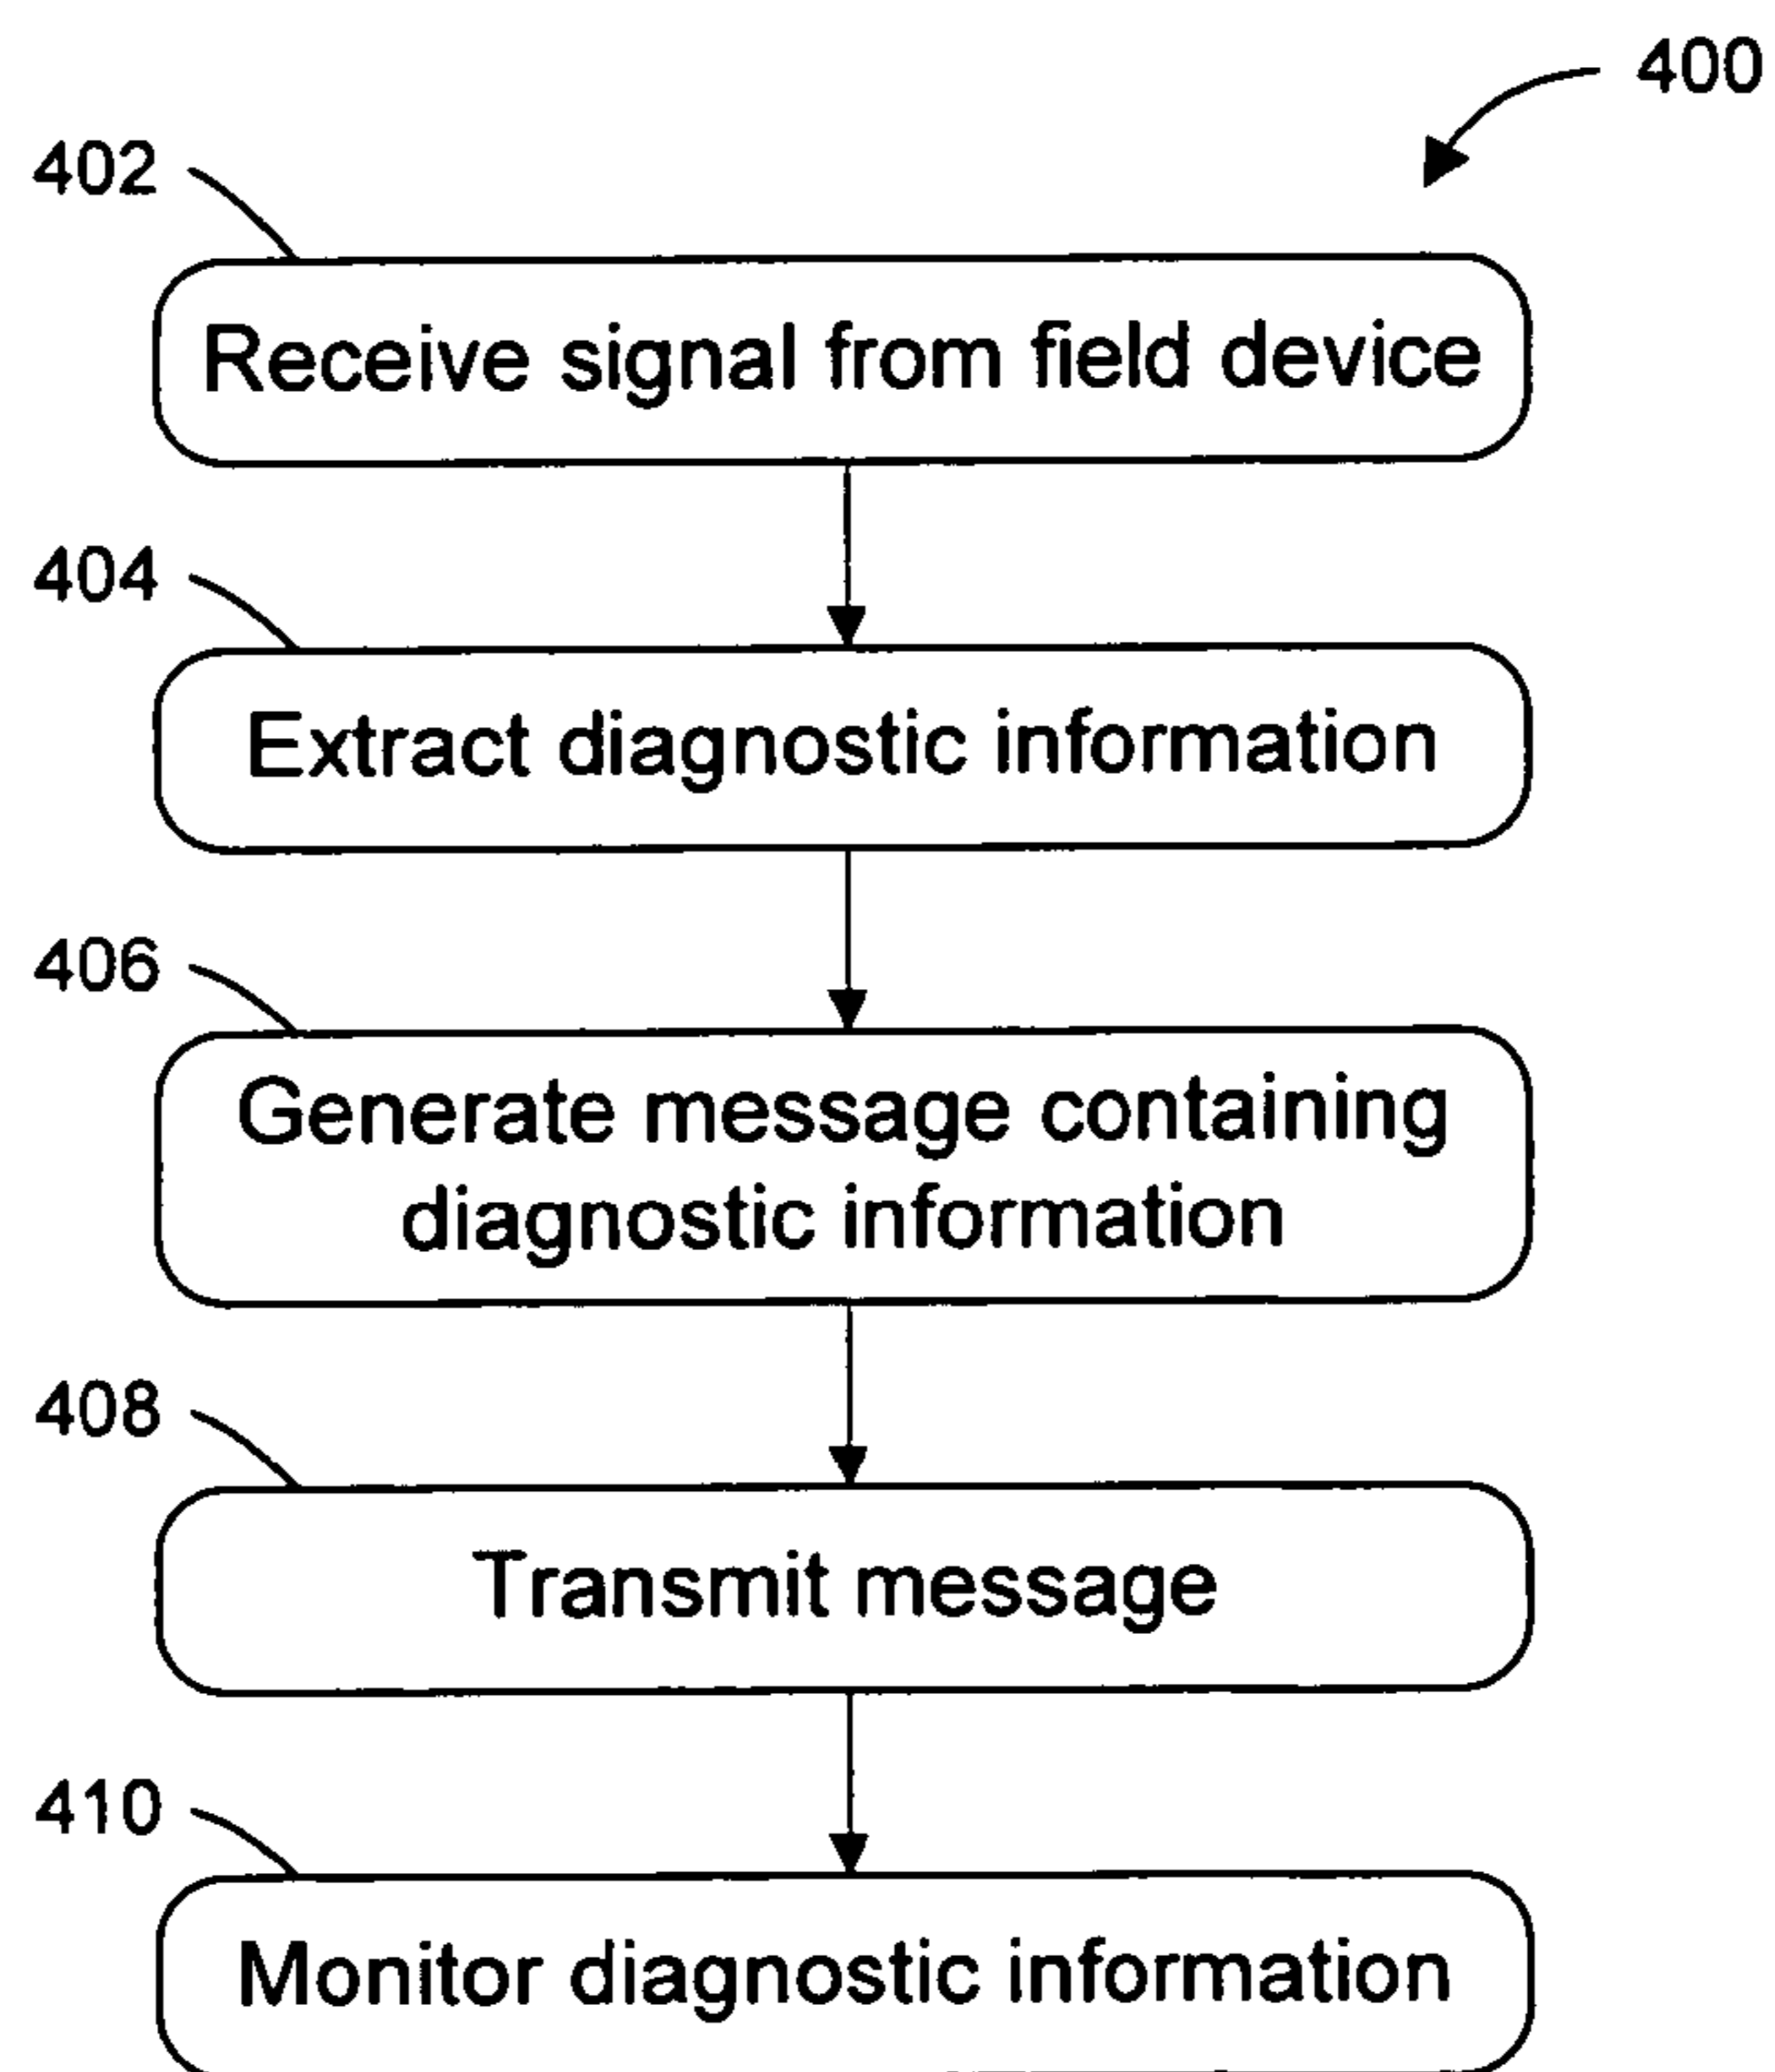 400
402
Receive signal from field device
404
Extract diagnostic information
406
Generate message containing
diagnostic information
408
Transmit message
410
Monitor diagnostic information